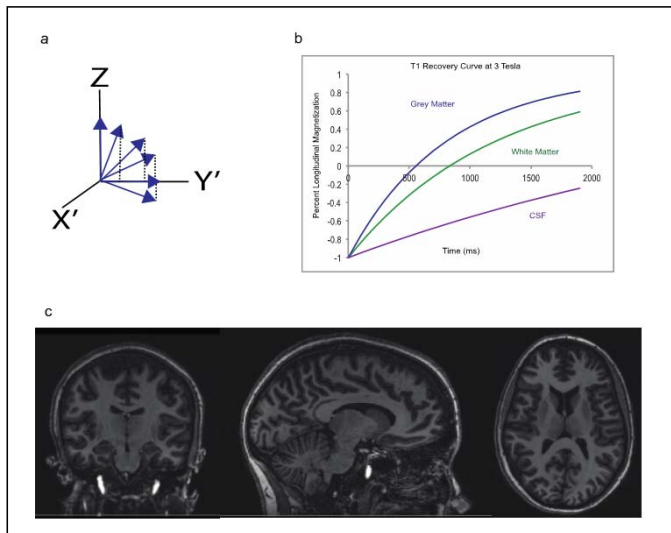 a
Z
Y'
X'
b
T1 Recovery Curve at 3 Tesla
Percent Longitudinal Magnetization
1
0.8
0.6
0.4
0.2
0
-0.2
-0.4
-0.6
-0.8
-1
0
500
1000
1500
2000
Grey Matter
White Matter
CSF
Time (ms)
c